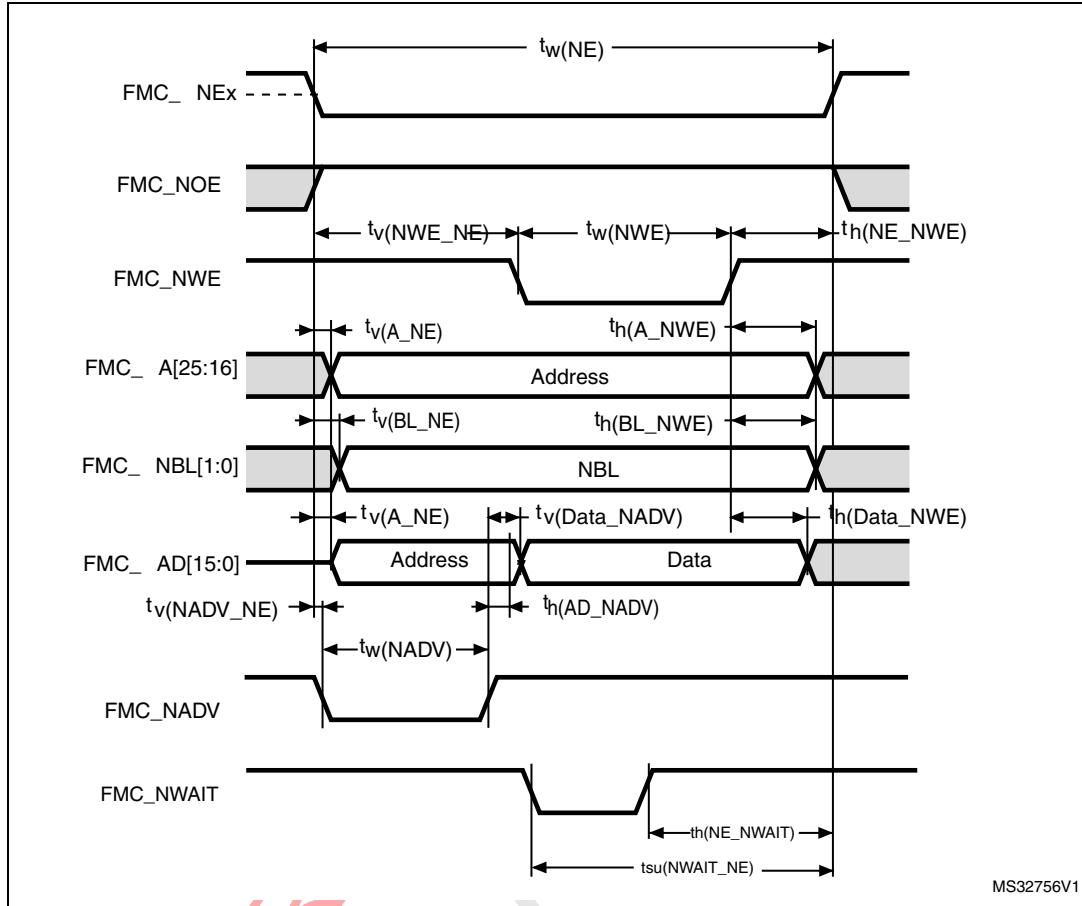 tw(NE)
FMC_ NEx
FMC_NOE
tv(NWE_NE)
tw(NWE)
th(NE_NWE)
FMC_NWE
tv(A_NE)
th(A_NWE)
FMC_ A[25:16]
Address
tv(BL_NE)
th(BL_NWE)
FMC_ NBL[1:0]
NBL
tv(A_NE)
tv(Data_NADV)
th(Data_NWE)
FMC_ AD[15:0]
Address
Data
tv(NADV_NE)
th(AD_NADV)
tw(NADV)
FMC_NADV
FMC_NWAIT
th(NE_NWAIT)
tsu(NWAIT_NE)
MS32756V1